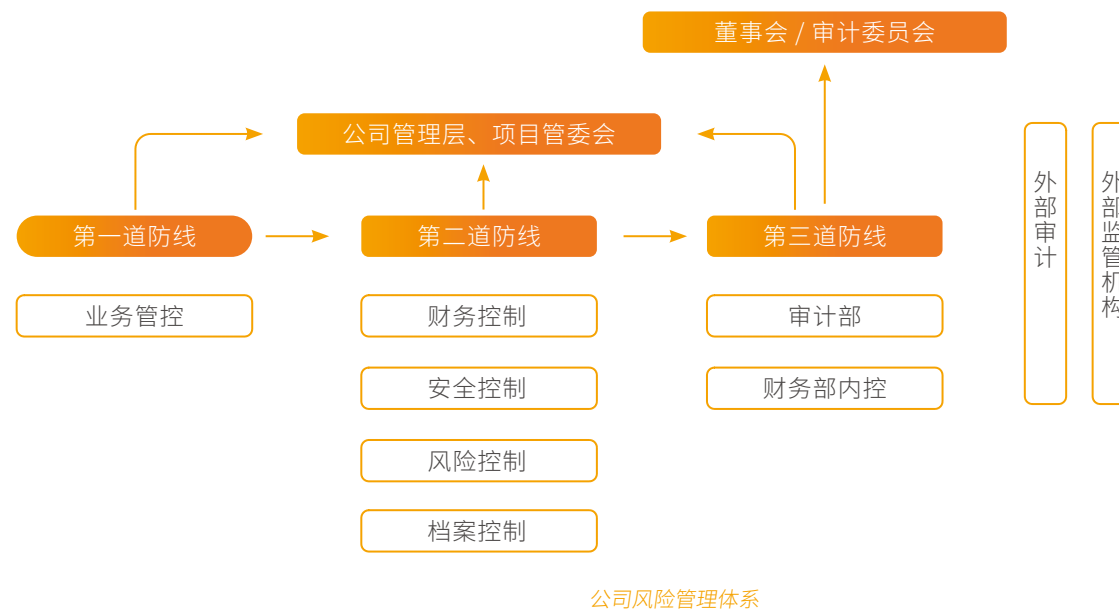 董事会 / 审计委员会
公司管理层、项目管委会
第一道防线
第二道防线
第三道防线
业务管控
财务控制
审计部
安全控制
财务部内控
风险控制
档案控制
外部审计
外部监管机构
公司风险管理体系